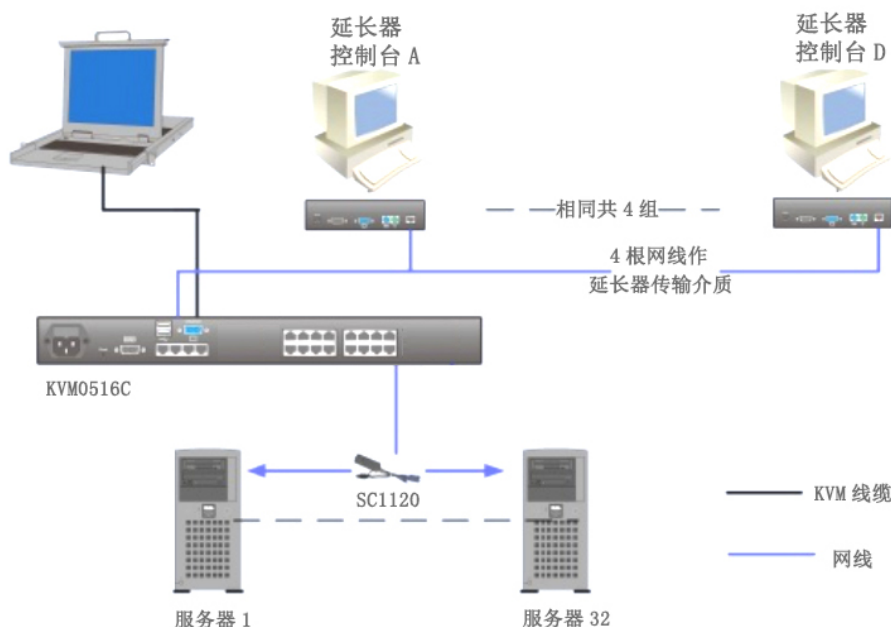 延长器
控制台 A
延长器
控制台 D
—相同共 4 组—
4 根网线作
延长器传输介质
KVM0516C
SC1120
KVM 线缆
网线
服务器 1
服务器 32